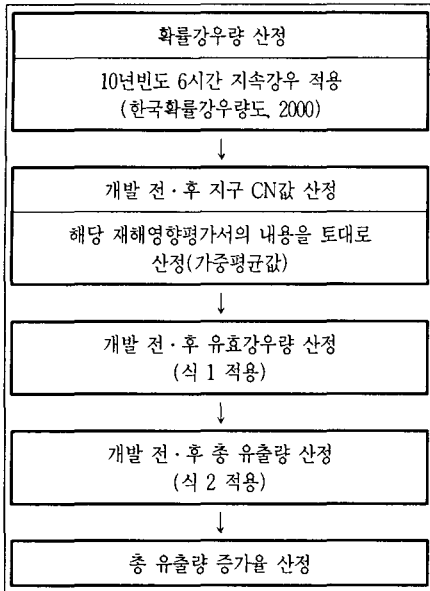 확률강우량 산정
10년빈도 6시간 지속강우 적용
(한국확률강우량도, 2000)
↓
개발 전·후 지구 CN값 산정
해당 재해영향평가서의 내용을 토대로
산정(가중평균값)
↓
개발 전·후 유효강우량 산정
(식 1 적용)
↓
개발 전·후 총 유출량 산정
(식 2 적용)
↓
총 유출량 증가율 산정